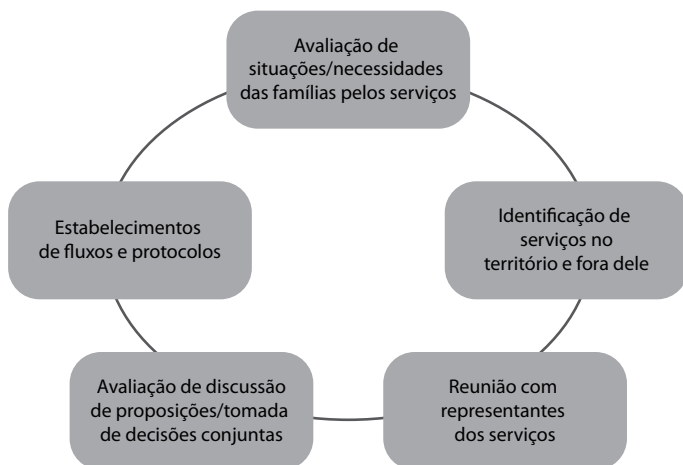 Avaliação de
situações/necessidades
das famílias pelos serviços
Identificação de
serviços no
território e fora dele
Reunião com
representantes
dos serviços
Avaliação de discussão
de proposições/tomada
de decisões conjuntas
Estabelecimentos
de fluxos e protocolos